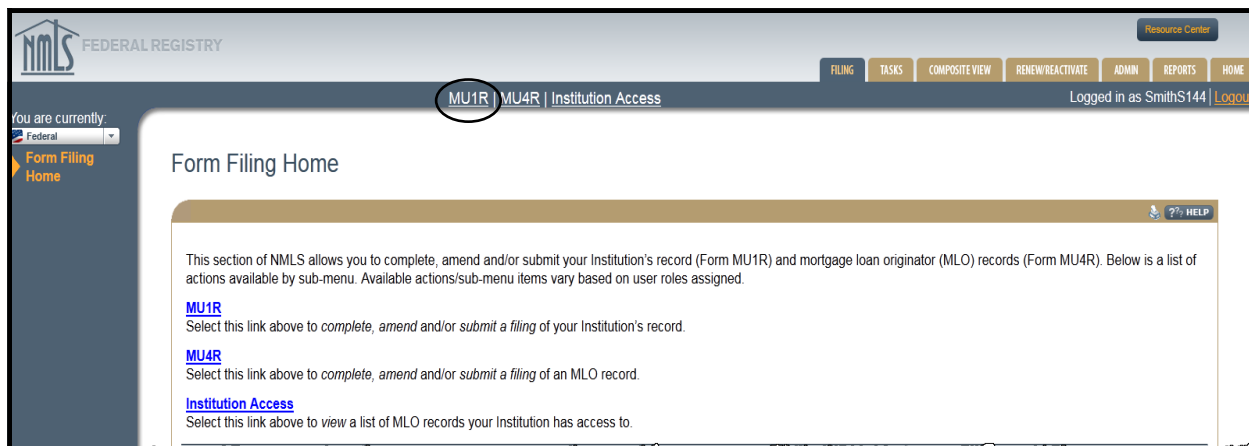 Resource Center
NMLS FEDERAL REGISTRY
FILING TASKS COMPOSITE VIEW RENEW/REACTIVATE ADMIN REPORTS HOME
MU1R | MU4R | Institution Access
Logged in as SmithS144 | Logou
You are currently:
Federal
Form Filing
Home
Form Filing Home
??? HELP
This section of NMLS allows you to complete, amend and/or submit your Institution's record (Form MU1R) and mortgage loan originator (MLO) records (Form MU4R). Below is a list of
actions available by sub-menu. Available actions/sub-menu items vary based on user roles assigned.
MU1R
Select this link above to complete, amend and/or submit a filing of your Institution's record.
MU4R
Select this link above to complete, amend and/or submit a filing of an MLO record.
Institution Access
Select this link above to view a list of MLO records your Institution has access to.